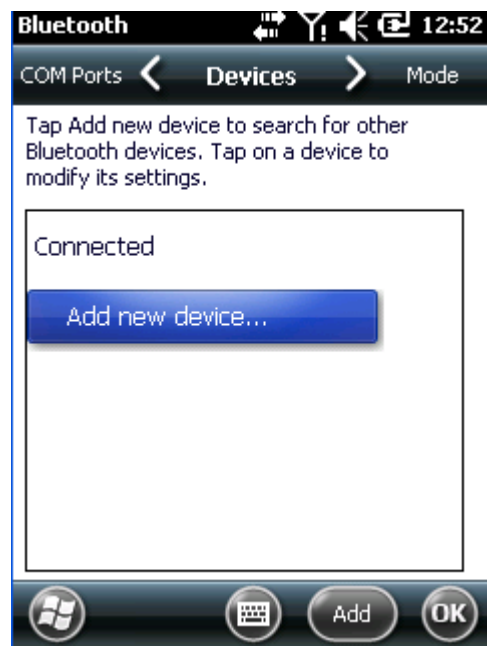 Bluetooth 12:52
COM Ports Devices Mode
Tap Add new device to search for other
Bluetooth devices. Tap on a device to
modify its settings.
Connected
Add new device...
Add OK